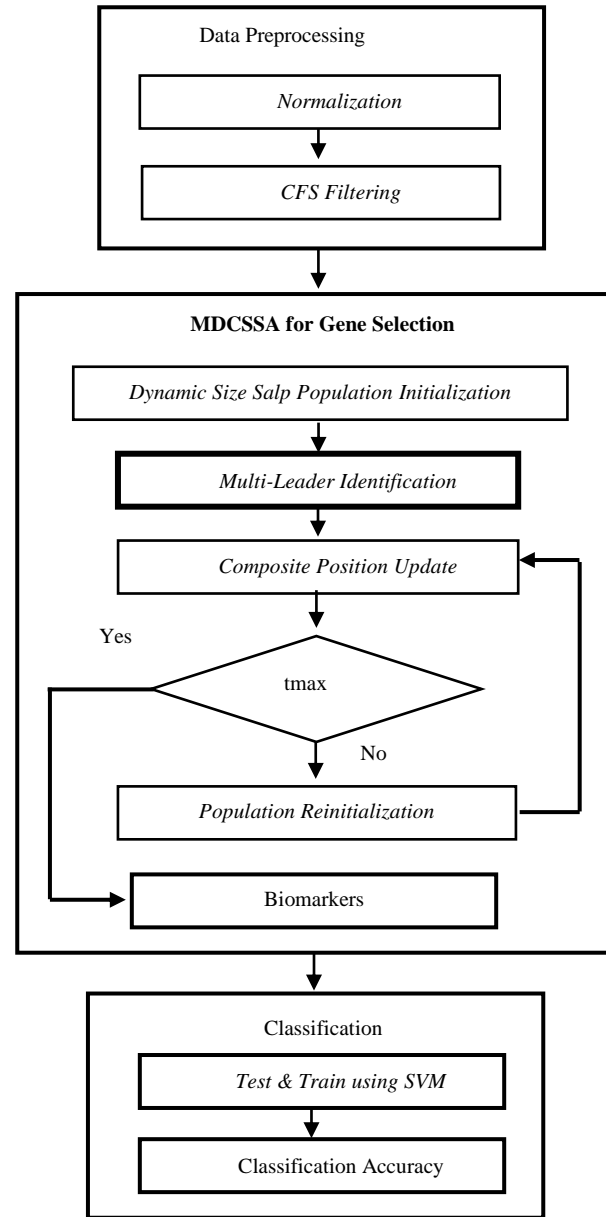 Data Preprocessing
Normalization
CFS Filtering
MDCSSA for Gene Selection
Dynamic Size Salp Population Initialization
Multi-Leader Identification
Composite Position Update
Yes
tmax
No
Population Reinitialization
Biomarkers
Classification
Test & Train using SVM
Classification Accuracy